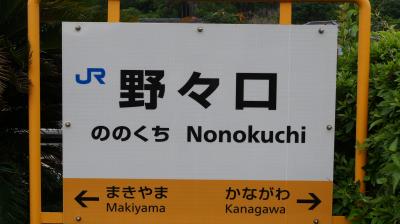 JR 野々口
ののくち Nonokuchi
← まきやま かながわ →
Makiyama Kanagawa